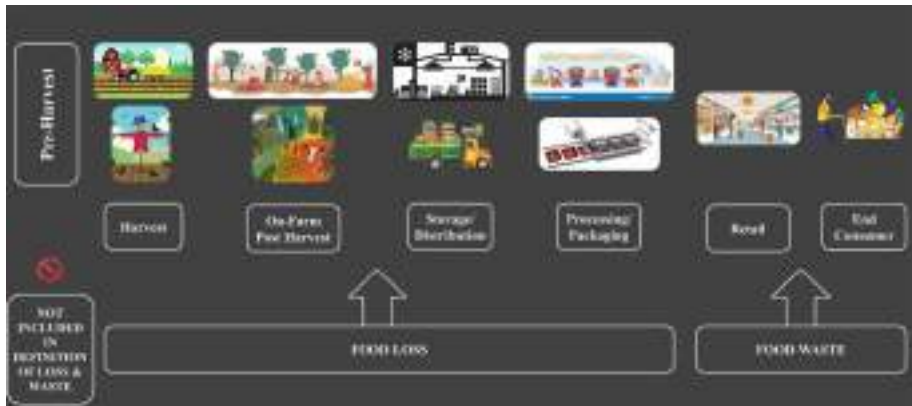 Pre-Harvest
Harvest
On-Farm
Post Harvest
Storage/
Distribution
Processing/
Packaging
Retail
End
Consumer
NOT
INCLUDED
IN
DEFINITION
OF LOSS &
WASTE
FOOD LOSS
FOOD WASTE